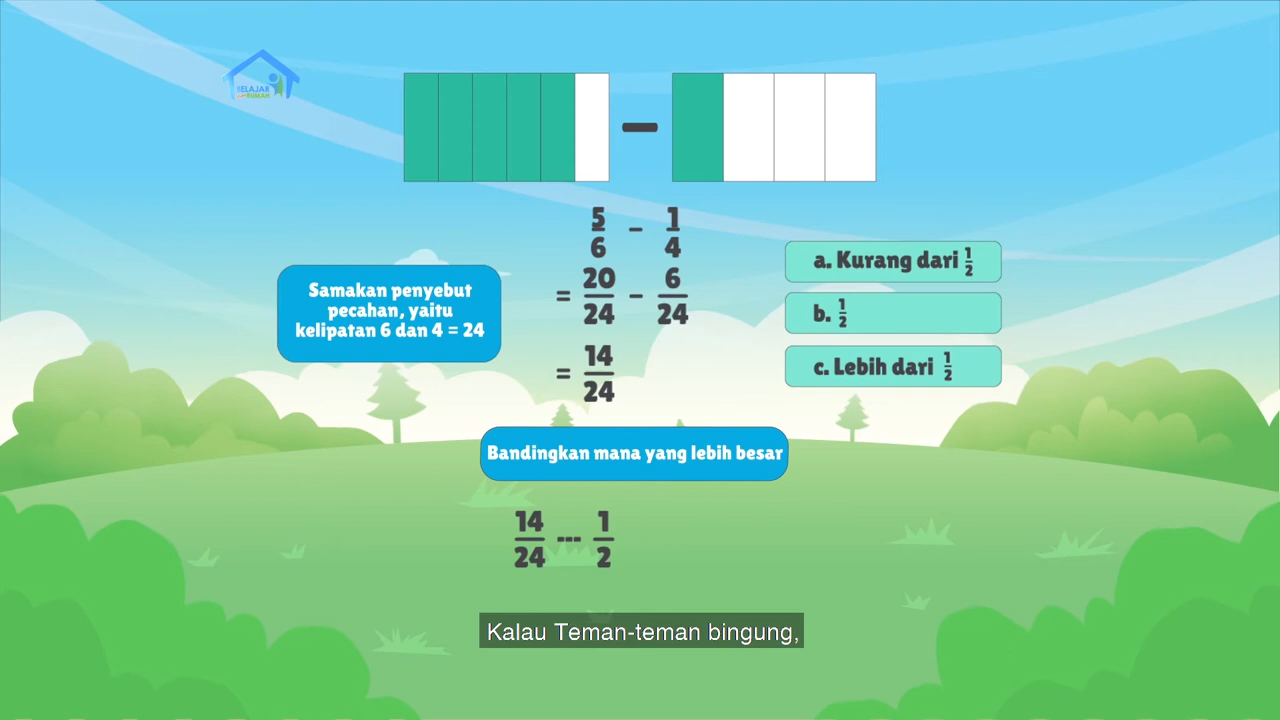 BELAJAR
RUMAH
5/6 - 1/4
= 20/24 - 6/24
= 14/24
Samakan penyebut
pecahan, yaitu
kelipatan 6 dan 4 = 24
a. Kurang dari 1/2
b. 1/2
c. Lebih dari 1/2
Bandingkan mana yang lebih besar
14/24 --- 1/2
Kalau Teman-teman bingung,